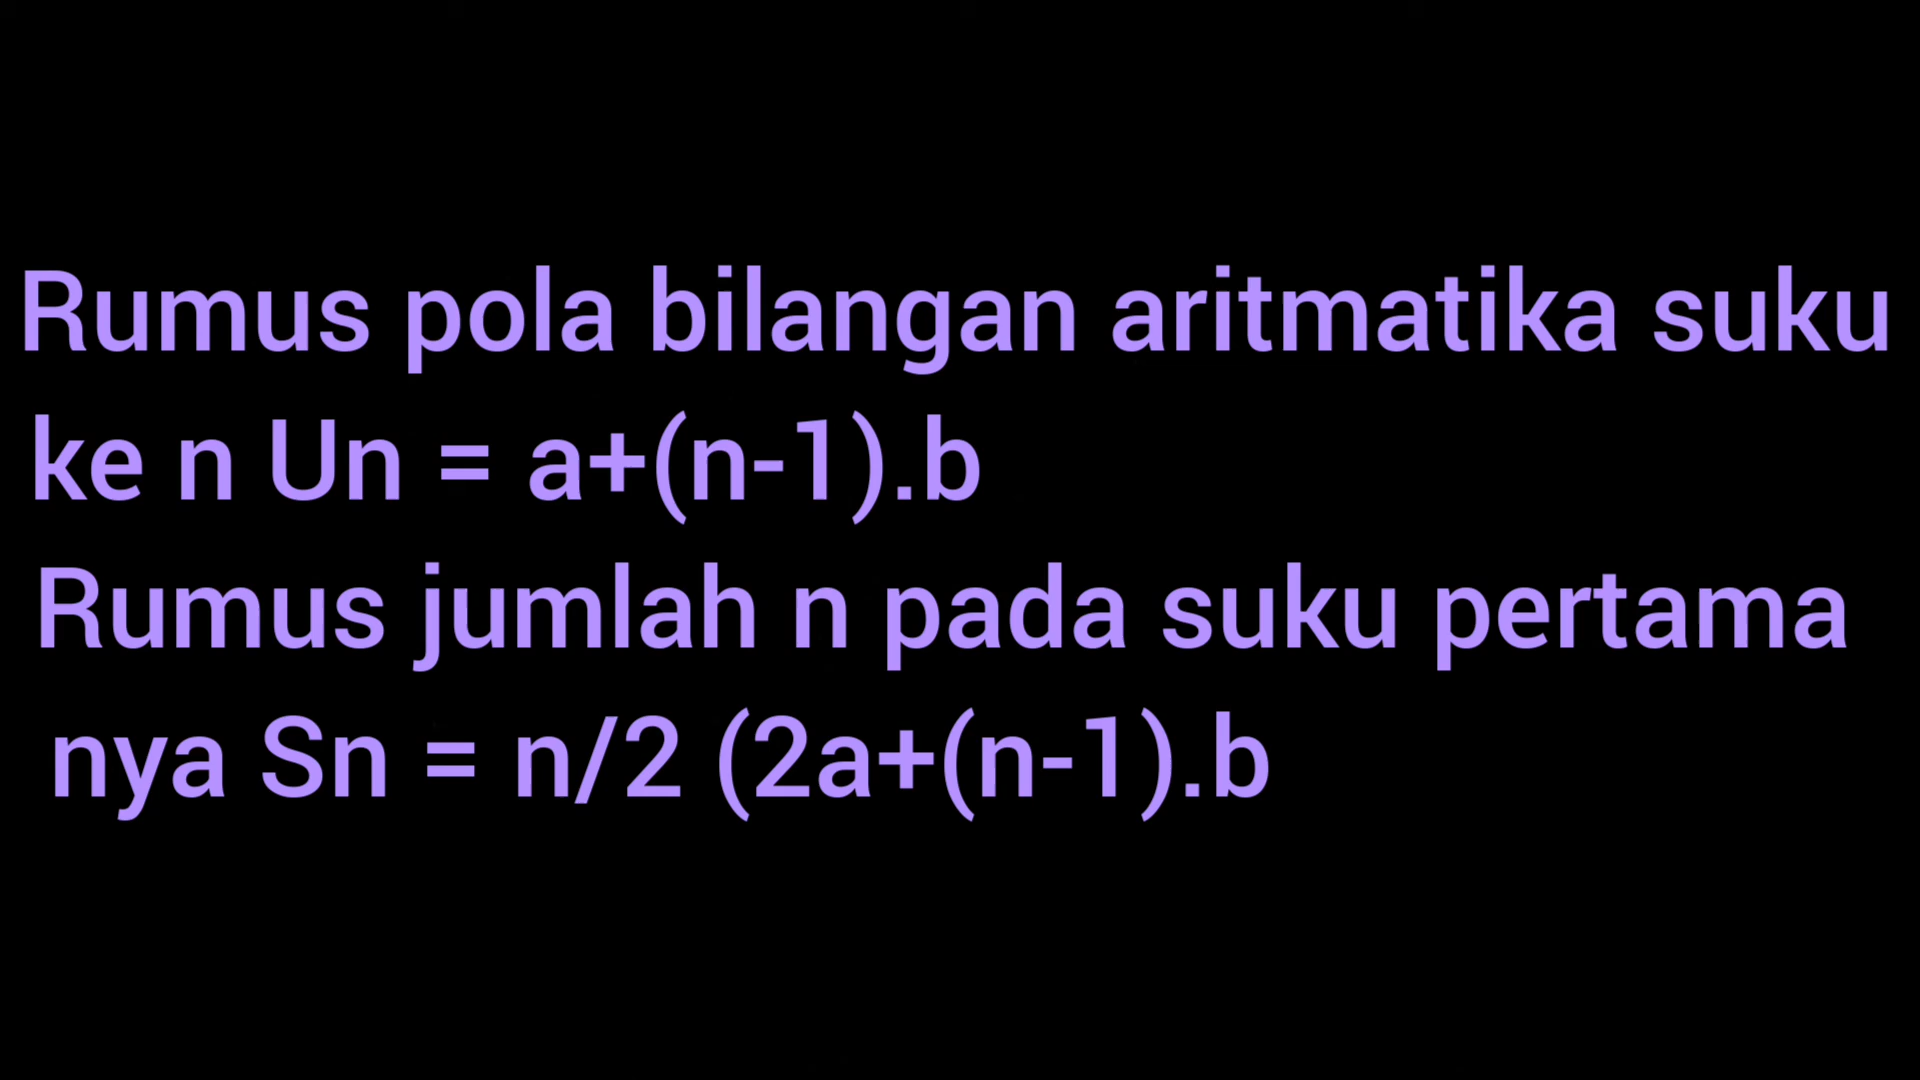 Rumus pola bilangan aritmatika suku
ke n Un = a+(n-1).b
Rumus jumlah n pada suku pertama
nya Sn = n/2 (2a+(n-1).b